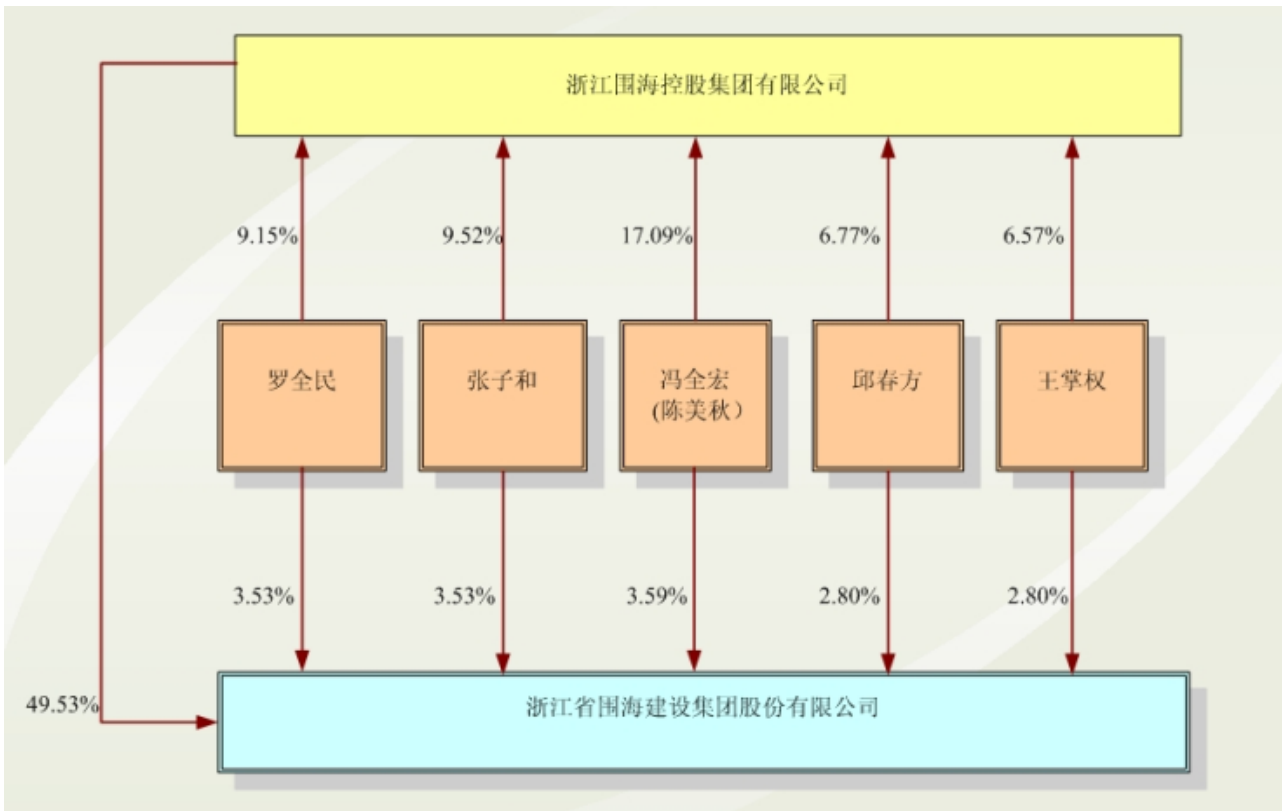 浙江围海控股集团有限公司
9.15%
9.52%
17.09%
6.77%
6.57%
罗全民
张子和
冯全宏
(陈美秋）
邱春方
王掌权
3.53%
3.53%
3.59%
2.80%
2.80%
49.53%
浙江省围海建设集团股份有限公司